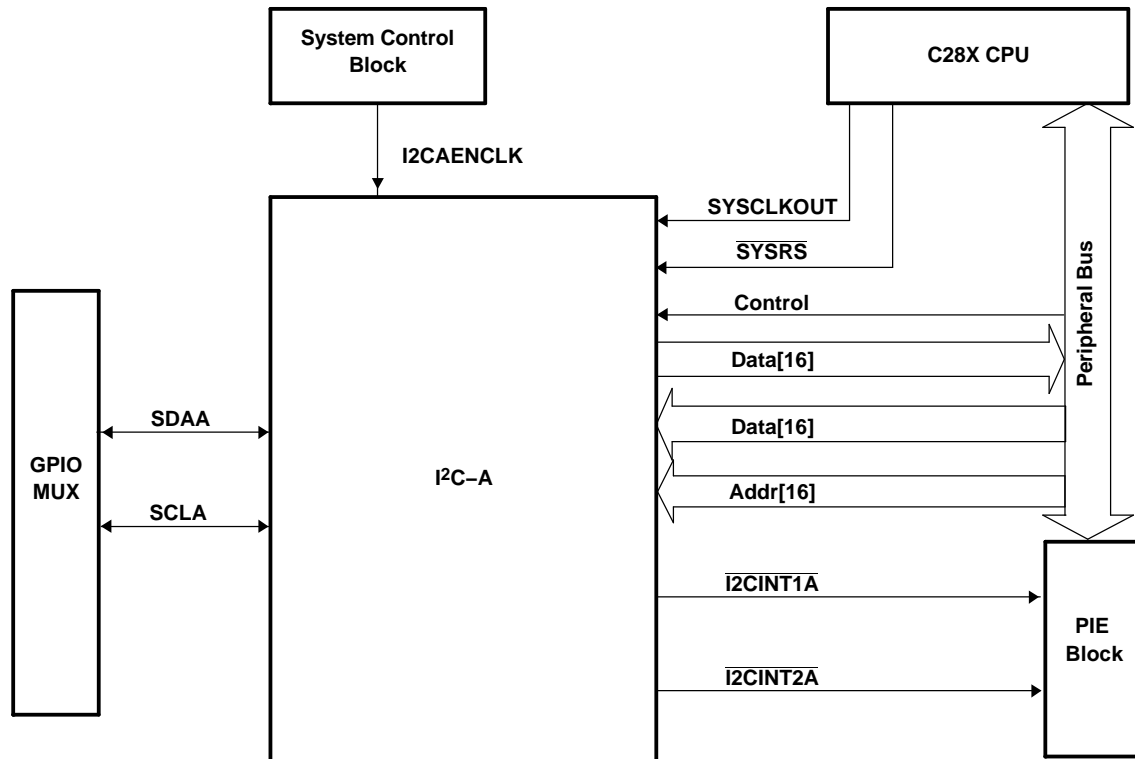 System Control
Block
C28X CPU
I2CAENCLK
SYSCLKOUT
SYSRS
Control
Data[16]
Data[16]
Addr[16]
Peripheral Bus
SDAA
SCLA
GPIO
MUX
I2C−A
I2CINT1A
I2CINT2A
PIE
Block